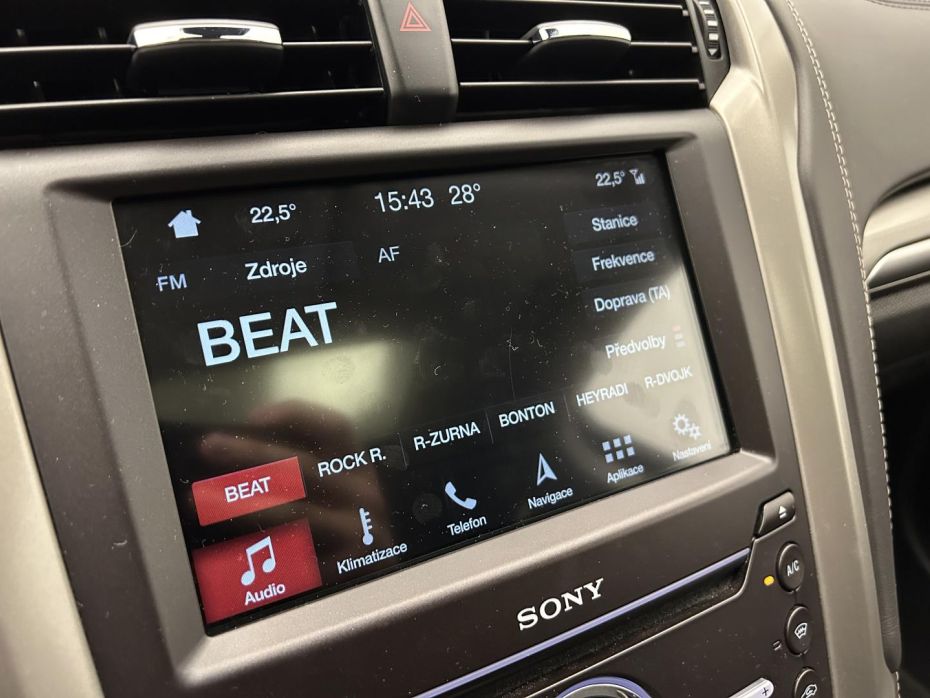 22,5° 15:43 28° 22,5°
FM Zdroje AF
Stanice
Frekvence
Doprava (TA)
BEAT
Předvolby
BEAT ROCK R. R-ZURNA BONTON HEYRADI R-DVOJK
Audio Klimatizace Telefon Navigace Aplikace Nastavení
SONY
A/C
+